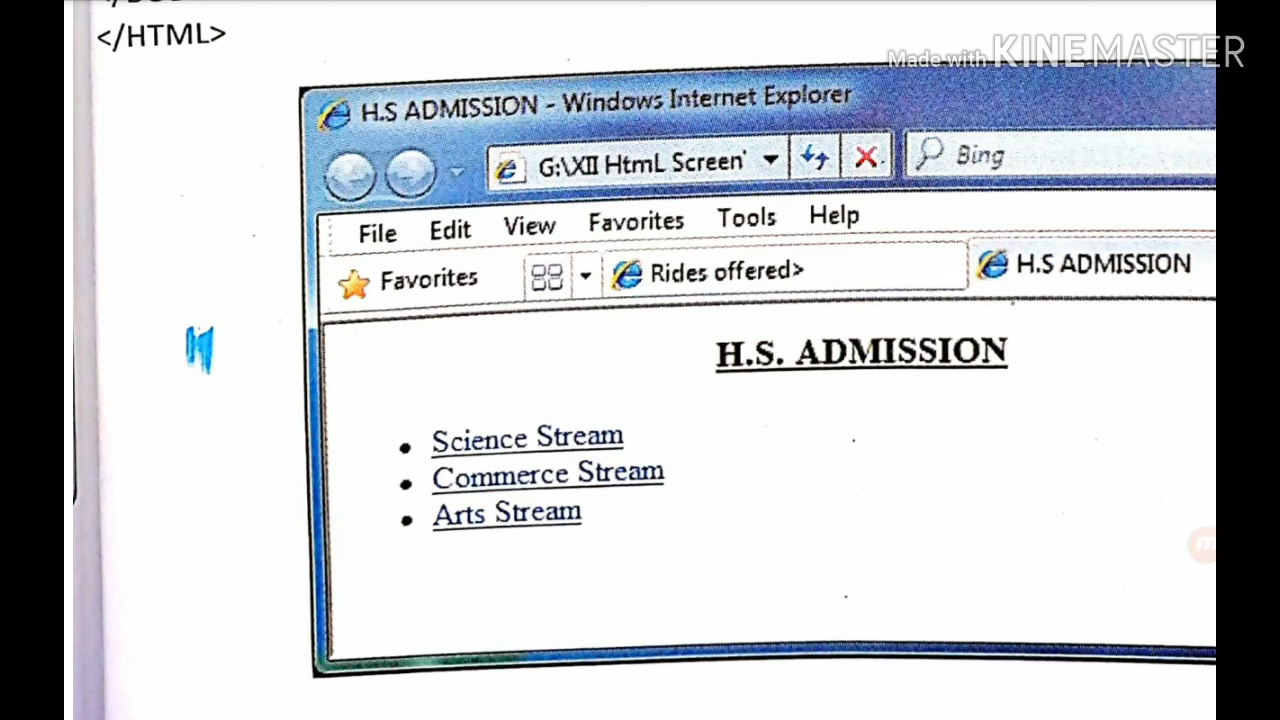 </HTML>
Made with KINEMASTER
H.S ADMISSION - Windows Internet Explorer
G:\XII HtmL Screen'
Bing
File Edit View Favorites Tools Help
Favorites
Rides offered>
H.S ADMISSION
H.S. ADMISSION
• Science Stream
• Commerce Stream
• Arts Stream